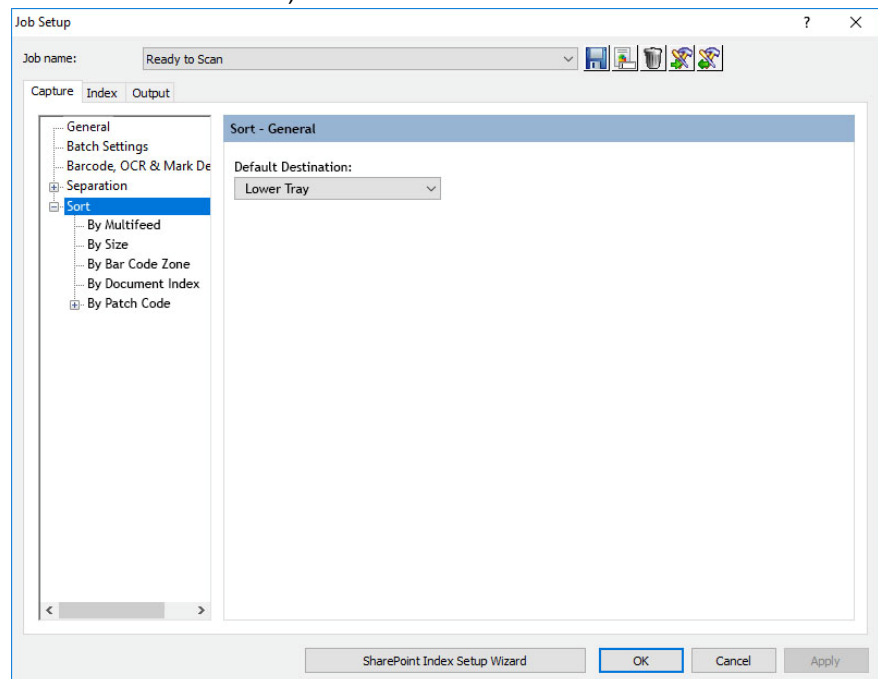 Job Setup
?
Job name:
Ready to Scan
Capture
Index
Output
General
Batch Settings
Barcode, OCR & Mark De
Separation
Sort
By Multifeed
By Size
By Bar Code Zone
By Document Index
By Patch Code
Sort - General
Default Destination:
Lower Tray
SharePoint Index Setup Wizard
OK
Cancel
Apply